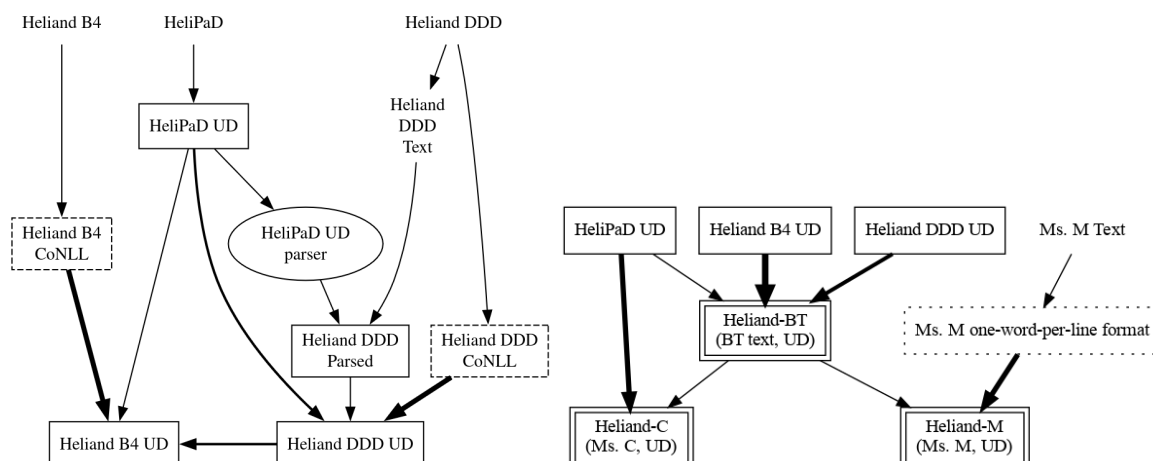 Heliand B4
HeliPaD
Heliand DDD
HeliPaD UD
Heliand
DDD
Text
Heliand B4
CoNLL
HeliPaD UD
parser
Heliand DDD
Parsed
Heliand DDD
CoNLL
Heliand B4 UD
Heliand DDD UD
HeliPaD UD
Heliand B4 UD
Heliand DDD UD
Ms. M Text
Heliand-BT
(BT text, UD)
Ms. M one-word-per-line format
Heliand-C
(Ms. C, UD)
Heliand-M
(Ms. M, UD)